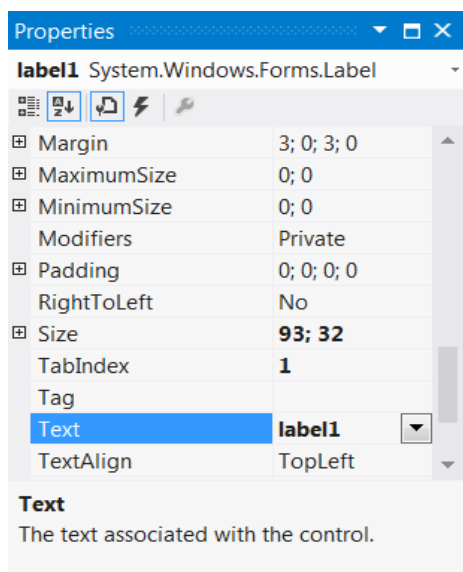 Properties
label1 System.Windows.Forms.Label
Margin 3; 0; 3; 0
MaximumSize 0; 0
MinimumSize 0; 0
Modifiers Private
Padding 0; 0; 0; 0
RightToLeft No
Size 93; 32
TabIndex 1
Tag
Text label1
TextAlign TopLeft
Text
The text associated with the control.